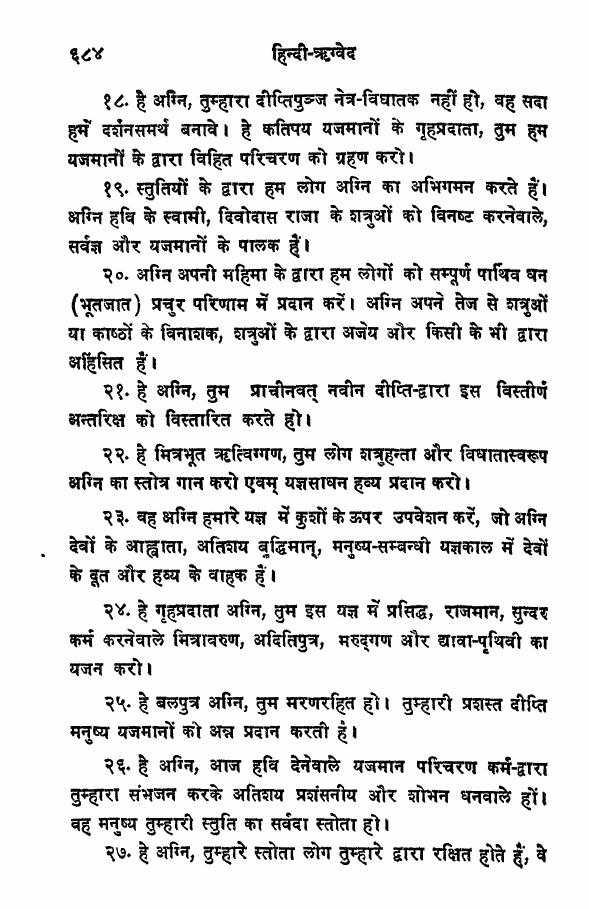 ६८४ हिन्दी-ऋग्वेद
१८. हे अग्नि, तुम्हारा दीप्तिपुञ्ज नेत्र-विघातक नहीं हो, वह सदा
हमें दर्शनसमर्थ बनावे। हे कतिपय यजमानों के गृहप्रदाता, तुम हम
यजमानों के द्वारा विहित परिचरण को ग्रहण करो।
१९. स्तुतियों के द्वारा हम लोग अग्नि का अभिगमन करते हैं।
अग्नि हवि के स्वामी, दिवोदास राजा के शत्रुओं को विनष्ट करनेवाले,
सर्वज्ञ और यजमानों के पालक हैं।
२०. अग्नि अपनी महिमा के द्वारा हम लोगों को सम्पूर्ण पार्थिव धन
(भूतजात) प्रचुर परिणाम में प्रदान करें। अग्नि अपने तेज से शत्रुओं
या काष्ठों के विनाशक, शत्रुओं के द्वारा अजेय और किसी के भी द्वारा
अहिंसित हैं।
२१. हे अग्नि, तुम प्राचीनवत् नवीन दीप्ति-द्वारा इस विस्तीर्ण
अन्तरिक्ष को विस्तारित करते हो।
२२. हे मित्रभूत ऋत्विग्गण, तुम लोग शत्रुहन्ता और विधातास्वरूप
अग्नि का स्तोत्र गान करो एवम् यज्ञसाधन हव्य प्रदान करो।
२३. वह अग्नि हमारे यज्ञ में कुशों के ऊपर उपवेशन करें, जो अग्नि
देवों के आह्वाता, अतिशय बुद्धिमान्, मनुष्य-सम्बन्धी यज्ञकाल में देवों
के दूत और हव्य के वाहक हैं।
२४. हे गृहप्रदाता अग्नि, तुम इस यज्ञ में प्रसिद्ध, राजमान, सुन्दर
कर्म करनेवाले मित्रावरुण, अदितिपुत्र, मरुद्गण और द्यावा-पृथिवी का
यजन करो।
२५. हे बलपुत्र अग्नि, तुम मरणरहित हो। तुम्हारी प्रशस्त दीप्ति
मनुष्य यजमानों को अन्न प्रदान करती है।
२६. हे अग्नि, आज हवि देनेवाले यजमान परिचरण कर्म-द्वारा
तुम्हारा संभजन करके अतिशय प्रशंसनीय और शोभन धनवाले हों।
वह मनुष्य तुम्हारी स्तुति का सर्वदा स्तोता हो।
२७. हे अग्नि, तुम्हारे स्तोता लोग तुम्हारे द्वारा रक्षित होते हैं, वे